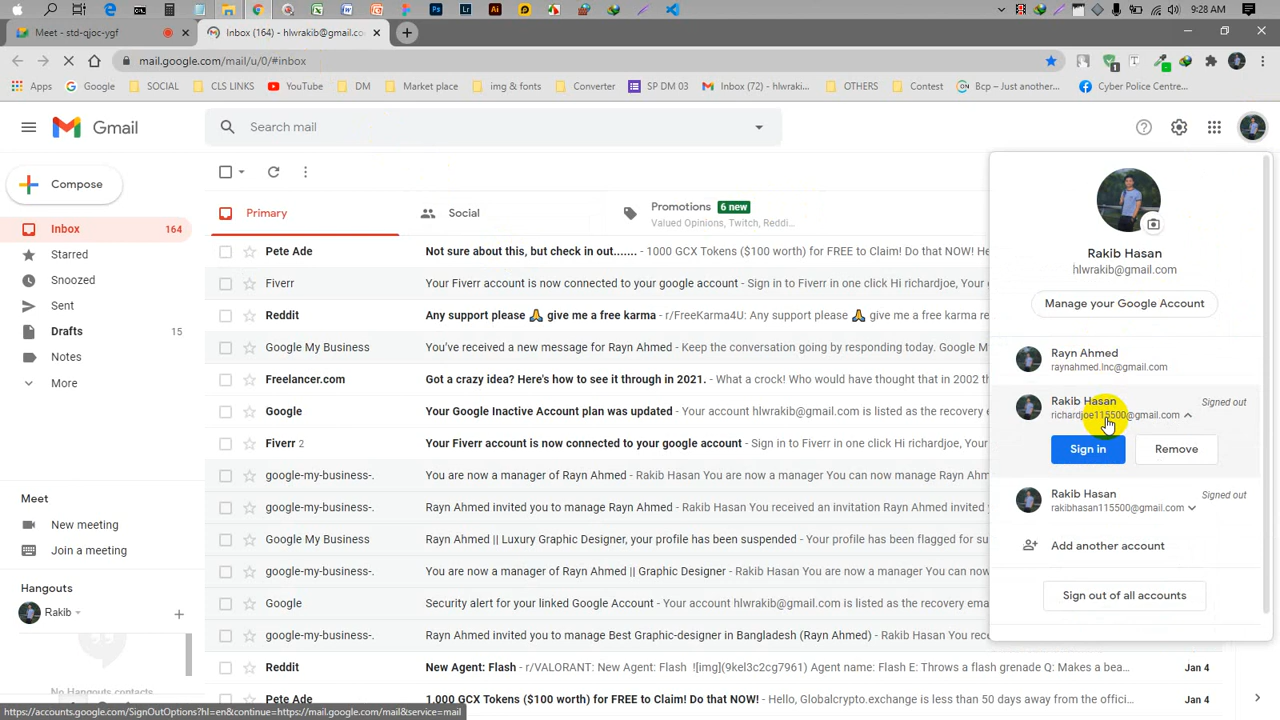 9:28 AM
Meet - std-qjoc-ygf
Inbox (164) - hlwrakib@gmail.co
mail.google.com/mail/u/0/#inbox
Apps
Google
SOCIAL
CLS LINKS
YouTube
DM
Market place
img & fonts
Converter
SP DM 03
Inbox (72) - hlwraki...
OTHERS
Contest
Bcp – Just another...
Cyber Police Centre...
Gmail
Search mail
Compose
Primary
Social
Promotions 6 new
Valued Opinions, Twitch, Reddi...
Inbox 164
Starred
Snoozed
Sent
Drafts 15
Notes
More
Meet
New meeting
Join a meeting
Hangouts
Rakib
No Hangouts contacts
Pete Ade Not sure about this, but check in out....... - 1000 GCX Tokens ($100 worth) for FREE to Claim! Do that NOW! Her
Fiverr Your Fiverr account is now connected to your google account - Sign in to Fiverr in one click Hi richardjoe, Your
Reddit Any support please 🙏 give me a free karma - r/FreeKarma4U: Any support please 🙏 give me a free karma
Google My Business You've received a new message for Rayn Ahmed - Keep the conversation going by responding today. Google M
Freelancer.com Got a crazy idea? Here's how to see it through in 2021. - What a crock! Who would have thought that in 2002
Google Your Google Inactive Account plan was updated - Your account hlwrakib@gmail.com is listed as the recovery em
Fiverr 2 Your Fiverr account is now connected to your google account - Sign in to Fiverr in one click Hi richardjoe, You
google-my-business-. You are now a manager of Rayn Ahmed - Rakib Hasan You can now manage Rayn Ahmed
google-my-business-. Rayn Ahmed invited you to manage Rayn Ahmed - Rakib Hasan You received an invitation Rayn Ahmed invited y
Google My Business Rayn Ahmed || Luxury Graphic Designer, your profile has been suspended - Your profile has been flagged for su
google-my-business-. You are now a manager of Rayn Ahmed || Graphic Designer - Rakib Hasan You can now
Google Security alert for your linked Google Account - Your account hlwrakib@gmail.com is listed as the recovery ema
google-my-business-. Rayn Ahmed invited you to manage Best Graphic-designer in Bangladesh (Rayn Ahmed) - Rakib Hasan You rece
Reddit New Agent: Flash - r/VALORANT: New Agent: Flash ![img](9kel3c2cg7961) Agent name: Flash E: Throws a flash grenade Q: Makes a bea... Jan 4
Pete Ade 1,000 GCX Tokens ($100 worth) for FREE to Claim! Do that NOW! - Hello, Globalcrypto.exchange is less than 50 days away from our offici... Jan 4
Rakib Hasan
hlwrakib@gmail.com
Manage your Google Account
Rayn Ahmed
raynahmed.Inc@gmail.com
Rakib Hasan Signed out
richardjoe115500@gmail.com
Sign in
Remove
Rakib Hasan Signed out
rakibhasan115500@gmail.com
Add another account
Sign out of all accounts
https://accounts.google.com/SignOutOptions?hl=en&continue=https://mail.google.com/mail&service=mail